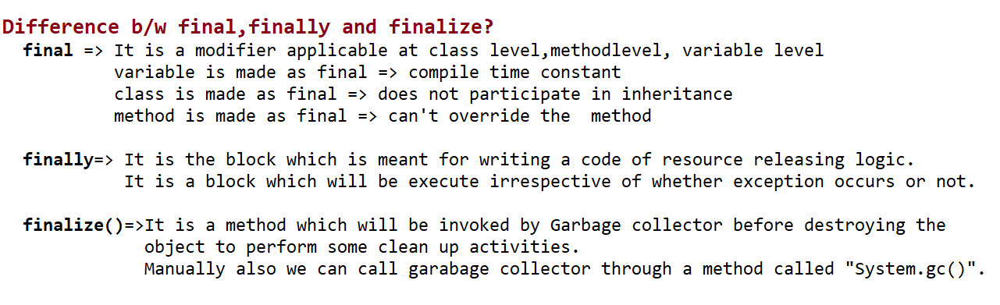 Difference b/w final,finally and finalize?
final => It is a modifier applicable at class level,methodlevel, variable level
variable is made as final => compile time constant
class is made as final => does not participate in inheritance
method is made as final => can't override the  method
finally=> It is the block which is meant for writing a code of resource releasing logic.
It is a block which will be execute irrespective of whether exception occurs or not.
finalize()=>It is a method which will be invoked by Garbage collector before destroying the
object to perform some clean up activities.
Manually also we can call garabage collector through a method called "System.gc()".